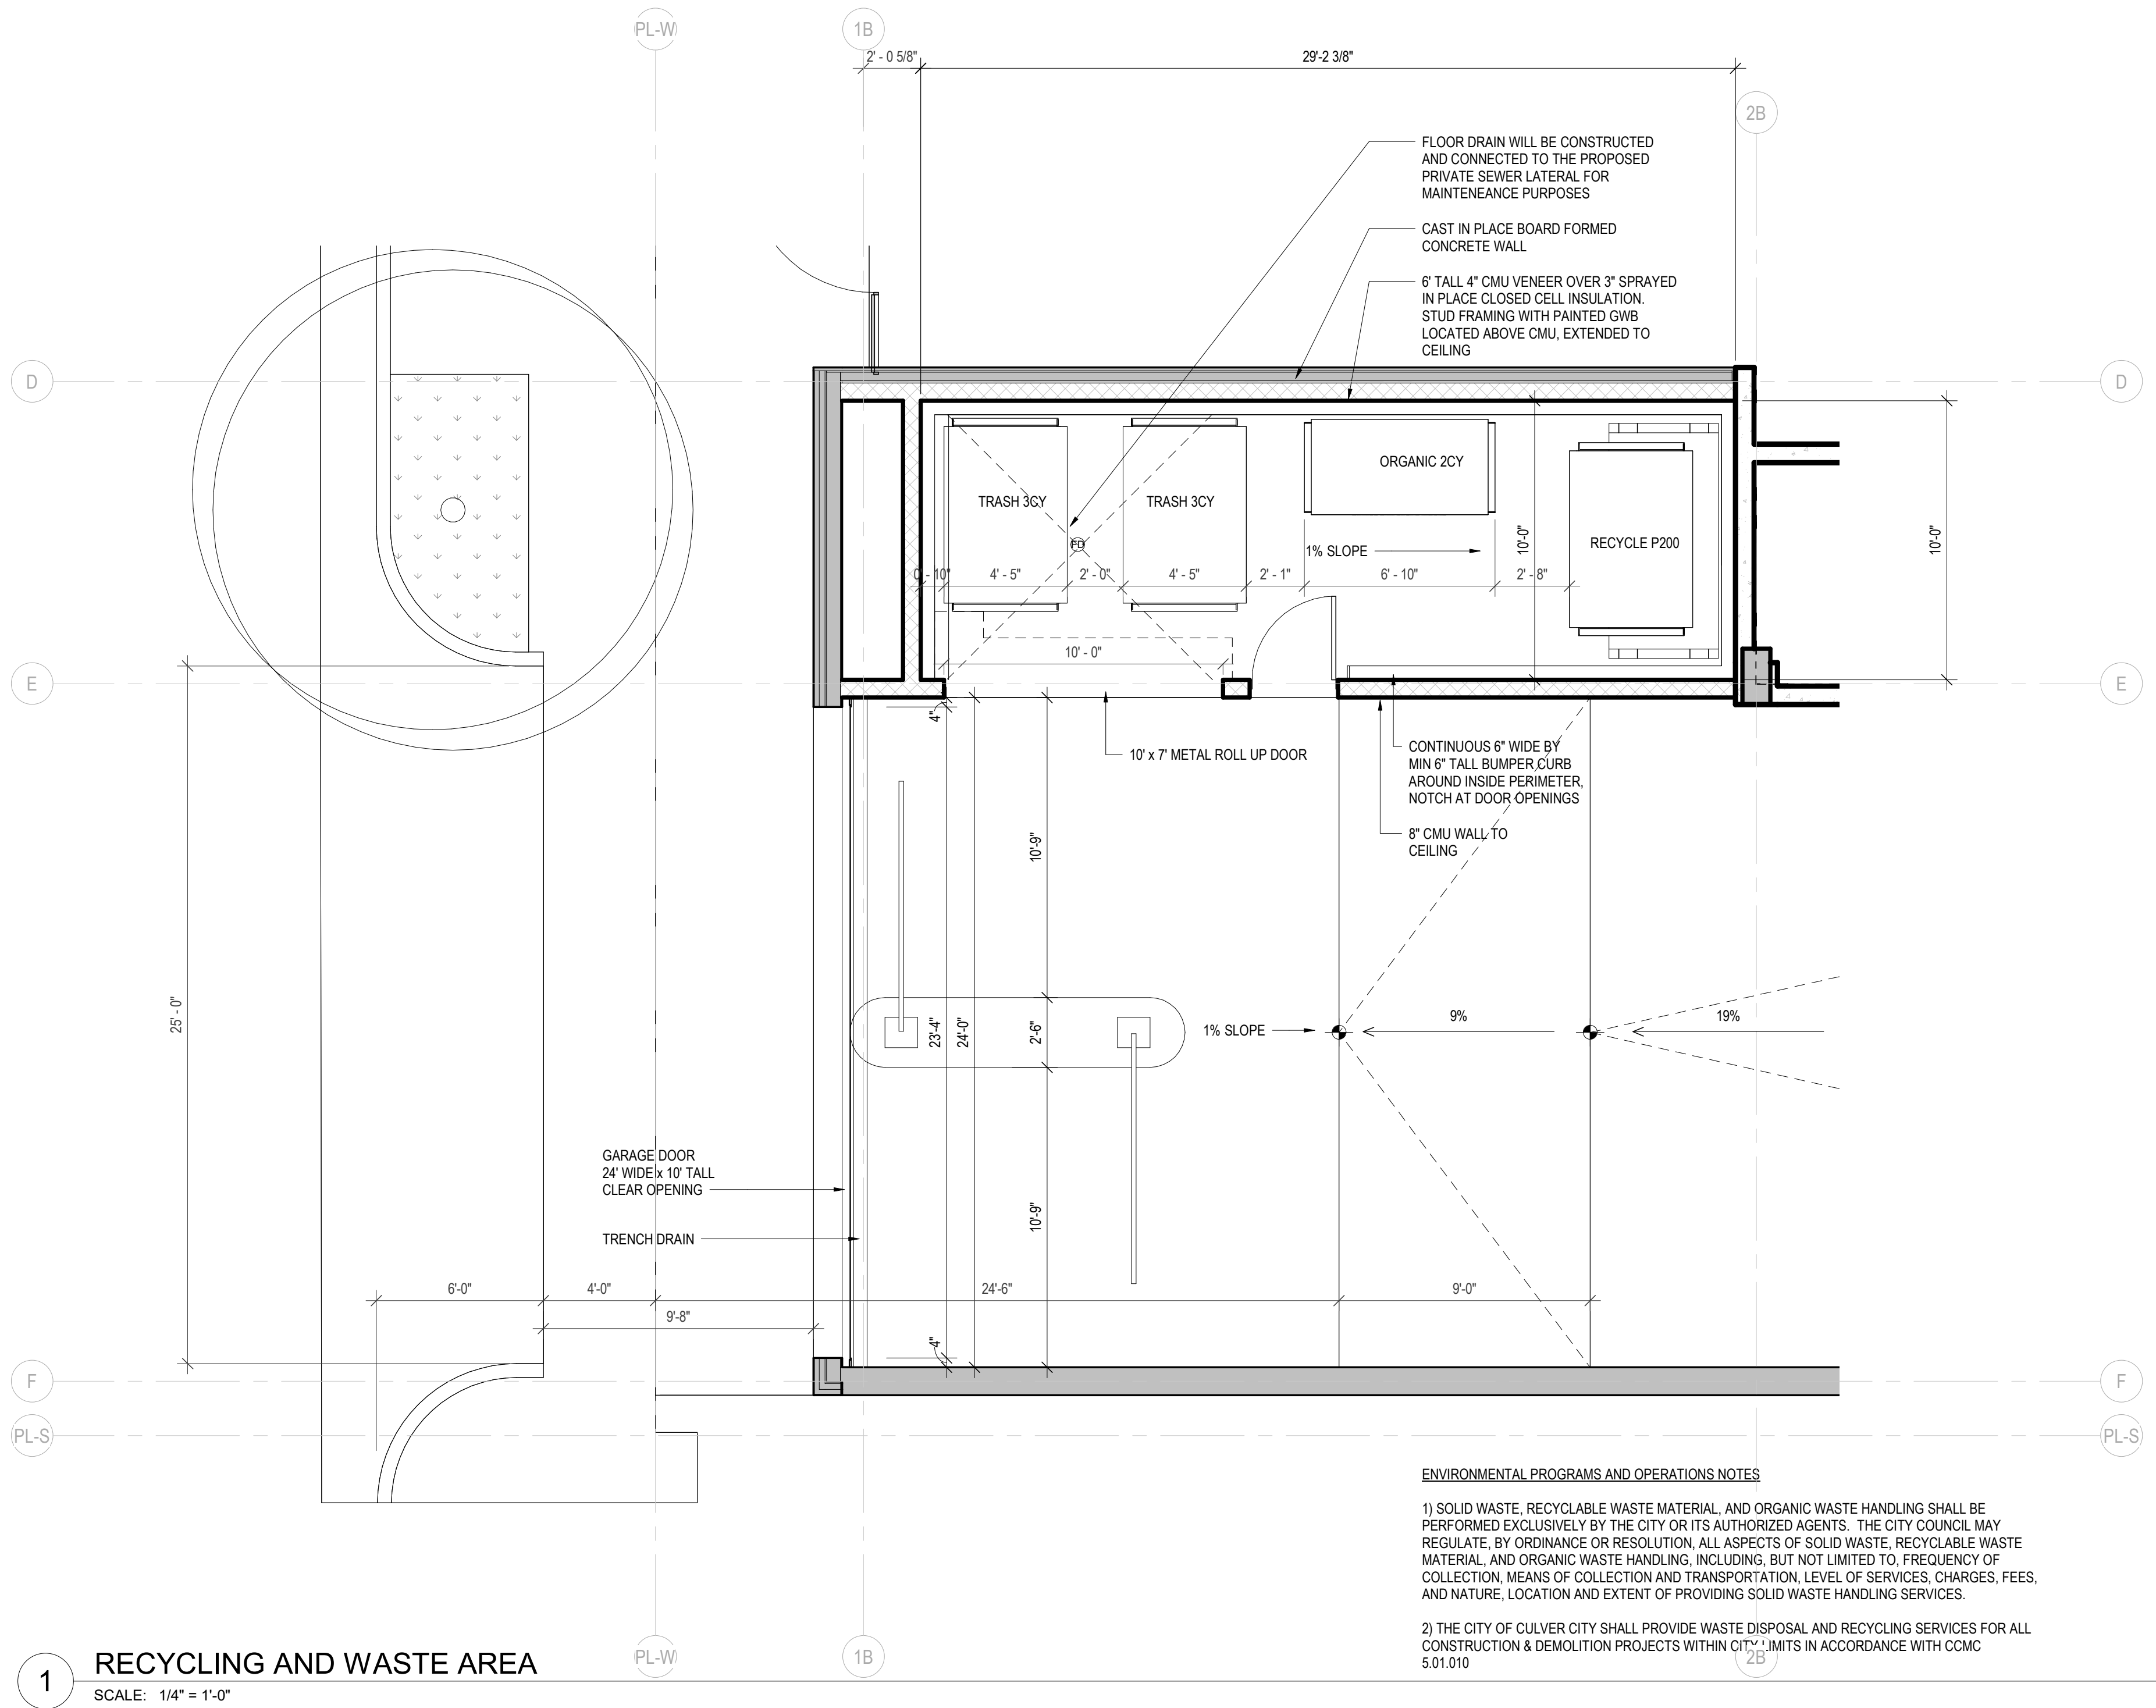 PL-W
1B
2' - 0 5/8"
29'-2 3/8"
2B
FLOOR DRAIN WILL BE CONSTRUCTED
AND CONNECTED TO THE PROPOSED
PRIVATE SEWER LATERAL FOR
MAINTENEANCE PURPOSES
CAST IN PLACE BOARD FORMED
CONCRETE WALL
6' TALL 4" CMU VENEER OVER 3" SPRAYED
IN PLACE CLOSED CELL INSULATION.
STUD FRAMING WITH PAINTED GWB
LOCATED ABOVE CMU, EXTENDED TO
CEILING
D
D
ORGANIC 2CY
TRASH 3CY
TRASH 3CY
RECYCLE P200
FD
1% SLOPE
10'-0"
10'-0"
0' - 10"
4' - 5"
2' - 0"
4' - 5"
2' - 1"
6' - 10"
2' - 8"
10' - 0"
E
E
4"
10' x 7' METAL ROLL UP DOOR
CONTINUOUS 6" WIDE BY
MIN 6" TALL BUMPER CURB
AROUND INSIDE PERIMETER,
NOTCH AT DOOR OPENINGS
8" CMU WALL TO
CEILING
10'-9"
25' - 0"
23'-4"
24'-0"
2'-6"
1% SLOPE
9%
19%
GARAGE DOOR
24' WIDE x 10' TALL
CLEAR OPENING
10'-9"
TRENCH DRAIN
6'-0"
4'-0"
24'-6"
9'-0"
9'-8"
4"
F
F
PL-S
PL-S
ENVIRONMENTAL PROGRAMS AND OPERATIONS NOTES
1) SOLID WASTE, RECYCLABLE WASTE MATERIAL, AND ORGANIC WASTE HANDLING SHALL BE
PERFORMED EXCLUSIVELY BY THE CITY OR ITS AUTHORIZED AGENTS.  THE CITY COUNCIL MAY
REGULATE, BY ORDINANCE OR RESOLUTION, ALL ASPECTS OF SOLID WASTE, RECYCLABLE WASTE
MATERIAL, AND ORGANIC WASTE HANDLING, INCLUDING, BUT NOT LIMITED TO, FREQUENCY OF
COLLECTION, MEANS OF COLLECTION AND TRANSPORTATION, LEVEL OF SERVICES, CHARGES, FEES,
AND NATURE, LOCATION AND EXTENT OF PROVIDING SOLID WASTE HANDLING SERVICES.
2) THE CITY OF CULVER CITY SHALL PROVIDE WASTE DISPOSAL AND RECYCLING SERVICES FOR ALL
CONSTRUCTION & DEMOLITION PROJECTS WITHIN CITY LIMITS IN ACCORDANCE WITH CCMC
5.01.010
PL-W
1B
2B
1
RECYCLING AND WASTE AREA
SCALE: 1/4" = 1'-0"